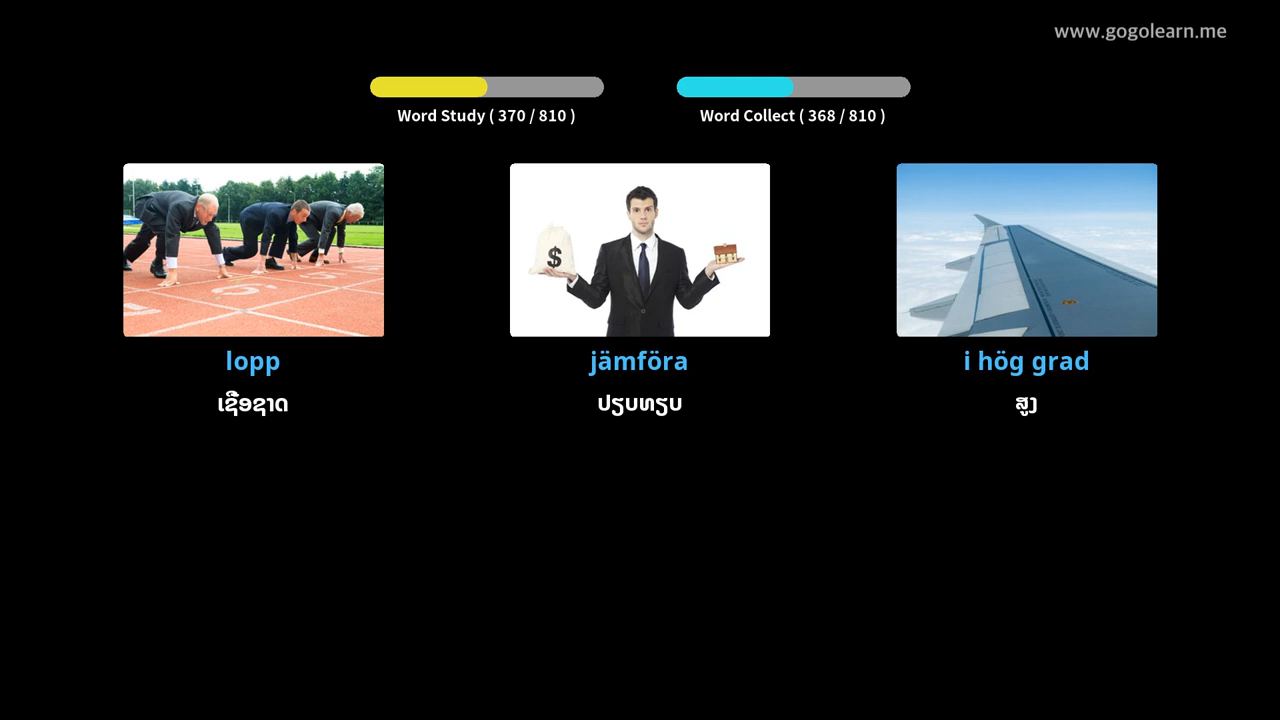 www.gogolearn.me
Word Study ( 370 / 810 )
Word Collect ( 368 / 810 )
$
lopp
jämföra
i hög grad
ເຊື້ອຊາດ
ປຽບທຽບ
ສູງ